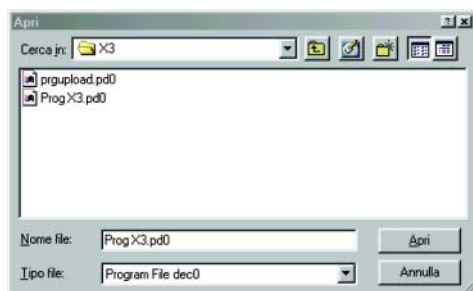 Apri
Cerca in: X3
prgupload.pd0
Prog X3.pd0
Nome file: Prog X3.pd0 Apri
Tipo file: Program File dec0 Annulla